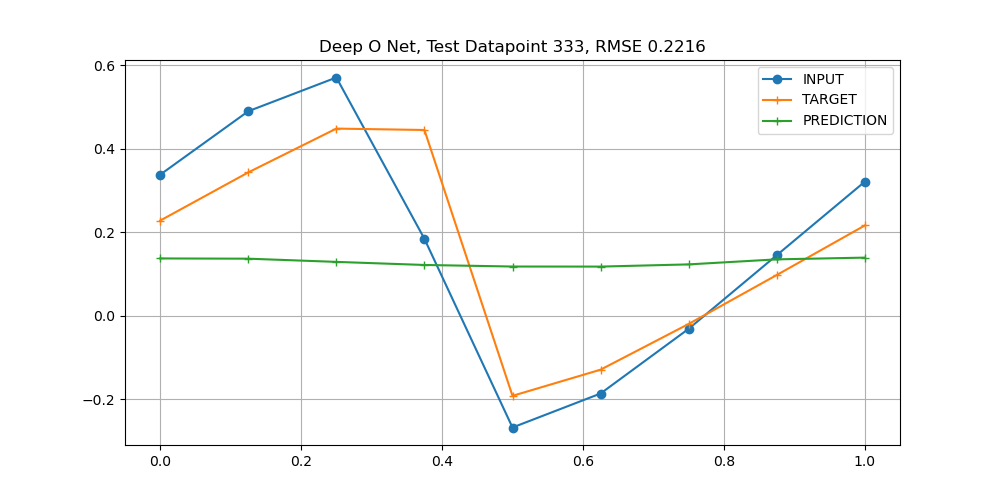 Deep O Net, Test Datapoint 333, RMSE 0.2216
INPUT
TARGET
PREDICTION
0.6
0.4
0.2
0.0
−0.2
0.0 0.2 0.4 0.6 0.8 1.0